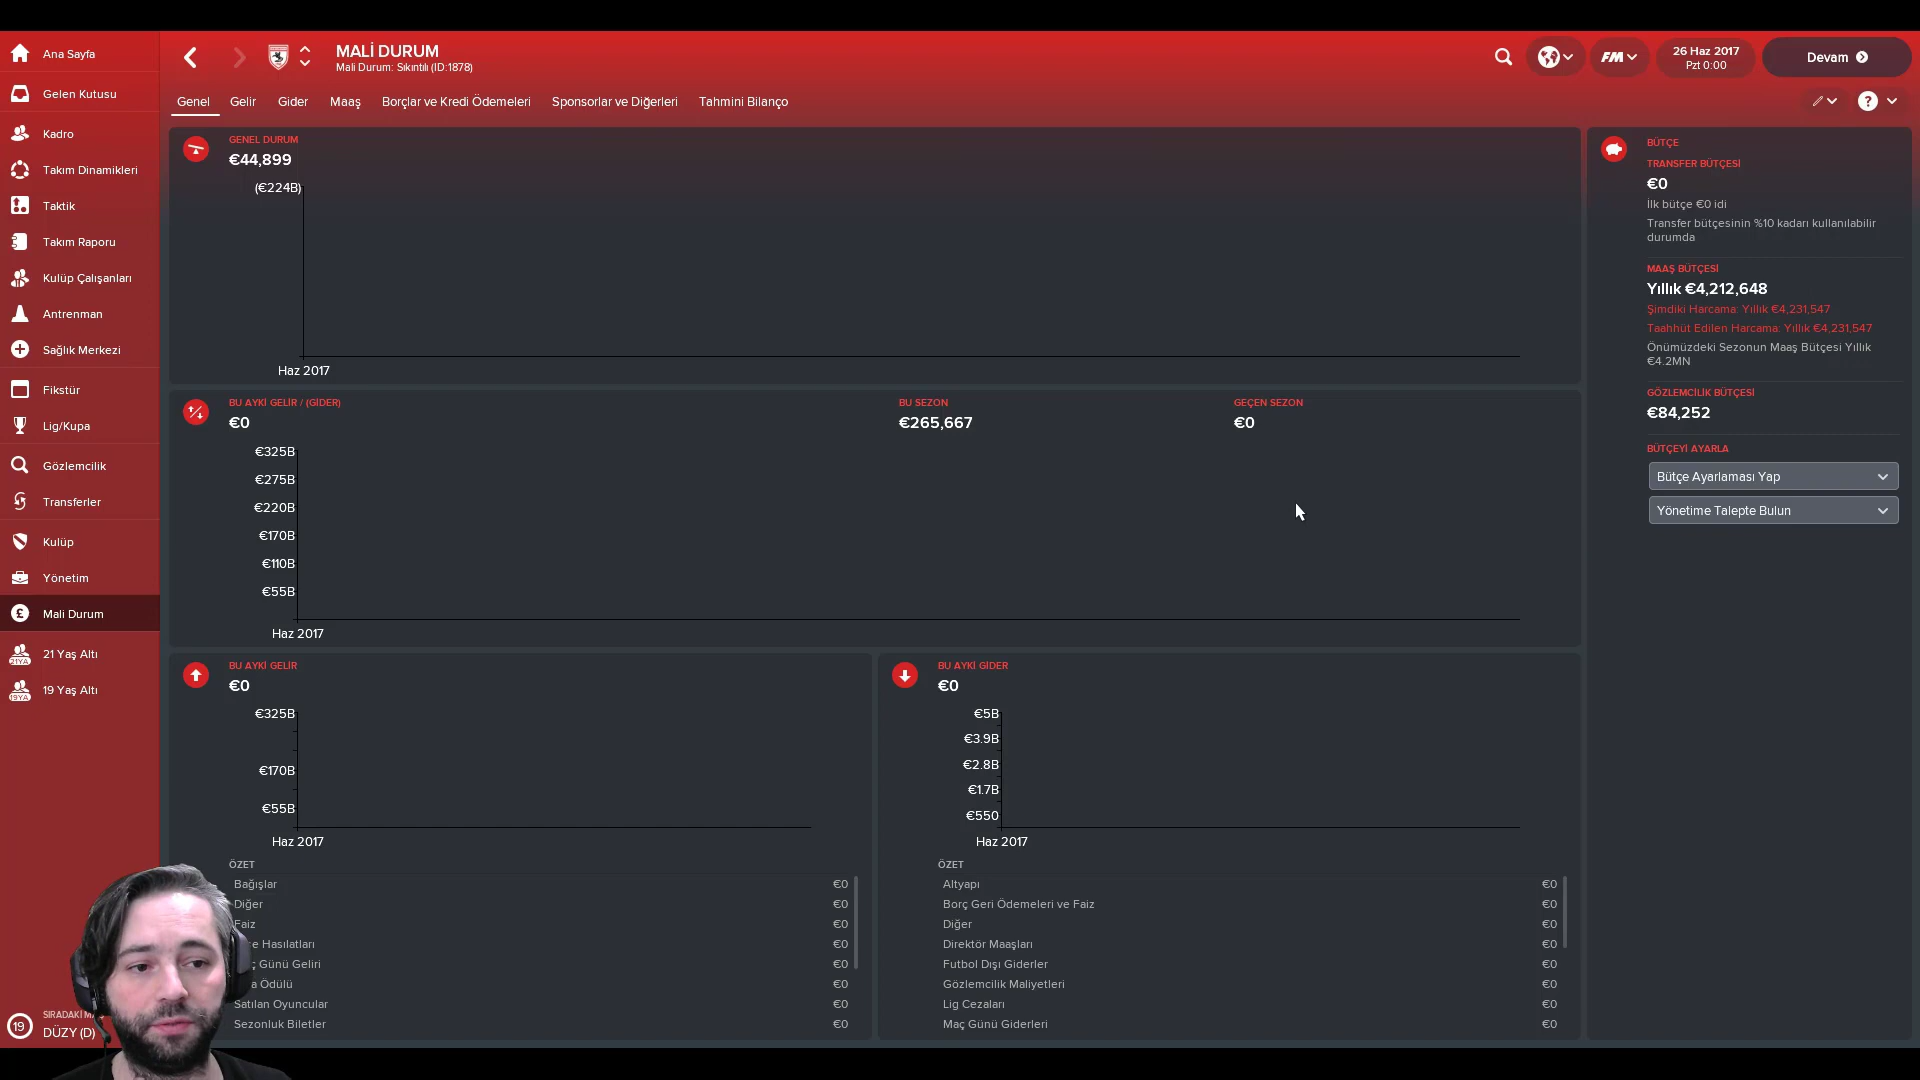 Ana Sayfa
Gelen Kutusu
Kadro
Takım Dinamikleri
Taktik
Takım Raporu
Kulüp Çalışanları
Antrenman
Sağlık Merkezi
Fikstür
Lig/Kupa
Gözlemcilik
Transferler
Kulüp
Yönetim
Mali Durum
21YA
21 Yaş Altı
19YA
19 Yaş Altı
19
SIRADAKİ
DÜZY (D)
MALİ DURUM
Mali Durum: Sıkıntılı (ID:1878)
FM
26 Haz 2017
Pzt 0:00
Devam
Genel
Gelir
Gider
Maaş
Borçlar ve Kredi Ödemeleri
Sponsorlar ve Diğerleri
Tahmini Bilanço
?
GENEL DURUM
€44,899
(€224B)
Haz 2017
BU AYKİ GELİR / (GİDER)
€0
BU SEZON
€265,667
GEÇEN SEZON
€0
€325B
€275B
€220B
€170B
€110B
€55B
Haz 2017
BU AYKİ GELİR
€0
€325B
€170B
€55B
Haz 2017
ÖZET
Bağışlar €0
Diğer €0
Faiz €0
Hasılatları €0
Günü Geliri €0
Ödülü €0
Satılan Oyuncular €0
Sezonluk Biletler €0
BU AYKİ GİDER
€0
€5B
€3.9B
€2.8B
€1.7B
€550
Haz 2017
ÖZET
Altyapı €0
Borç Geri Ödemeleri ve Faiz €0
Diğer €0
Direktör Maaşları €0
Futbol Dışı Giderler €0
Gözlemcilik Maliyetleri €0
Lig Cezaları €0
Maç Günü Giderleri €0
BÜTÇE
TRANSFER BÜTÇESİ
€0
İlk bütçe €0 idi
Transfer bütçesinin %10 kadarı kullanılabilir
durumda
MAAŞ BÜTÇESİ
Yıllık €4,212,648
Şimdiki Harcama: Yıllık €4,231,547
Taahhüt Edilen Harcama: Yıllık €4,231,547
Önümüzdeki Sezonun Maaş Bütçesi Yıllık
€4.2MN
GÖZLEMCİLİK BÜTÇESİ
€84,252
BÜTÇEYİ AYARLA
Bütçe Ayarlaması Yap
Yönetime Talepte Bulun